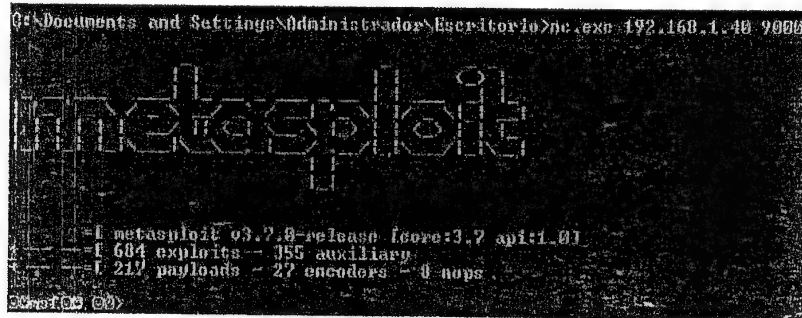 C:\Documents and Settings\Administrador\Escritorio>nc.exe 192.168.1.40 9000
metasploit
=[ metasploit v3.7.0-release [core:3.7 api:1.0]
+ -- --=[ 684 exploits - 355 auxiliary
+ -- --=[ 217 payloads - 27 encoders - 8 nops
msf >